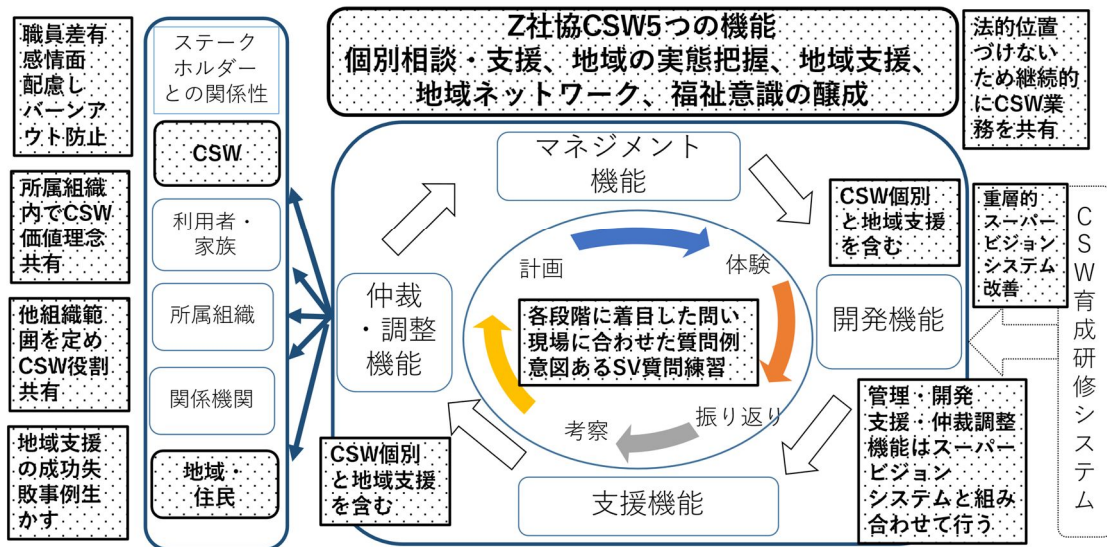 職員差有
感情面
配慮し
バーンア
ウト防止
所属組織
内でCSW
価値理念
共有
他組織範
囲を定め
CSW役割
共有
地域支援
の成功失
敗事例生
かす
ステーク
ホルダー
との関係性
CSW
利用者・
家族
所属組織
関係機関
地域・
住民
Z社協CSW5つの機能
個別相談・支援、地域の実態把握、地域支援、
地域ネットワーク、福祉意識の醸成
マネジメント
機能
仲裁
・調整
機能
計画
体験
各段階に着目した問い
現場に合わせた質問例
意図あるSV質問練習
考察
振り返り
CSW個別
と地域支援
を含む
支援機能
CSW個別
と地域支援
を含む
開発機能
管理・開発
支援・仲裁調整
機能はスーパー
ビジョン
システムと組み
合わせて行う
法的位置
づけない
ため継続的
にCSW業
務を共有
重層的
スーパー
ビジョン
システム
改善
CSW育成研修システム